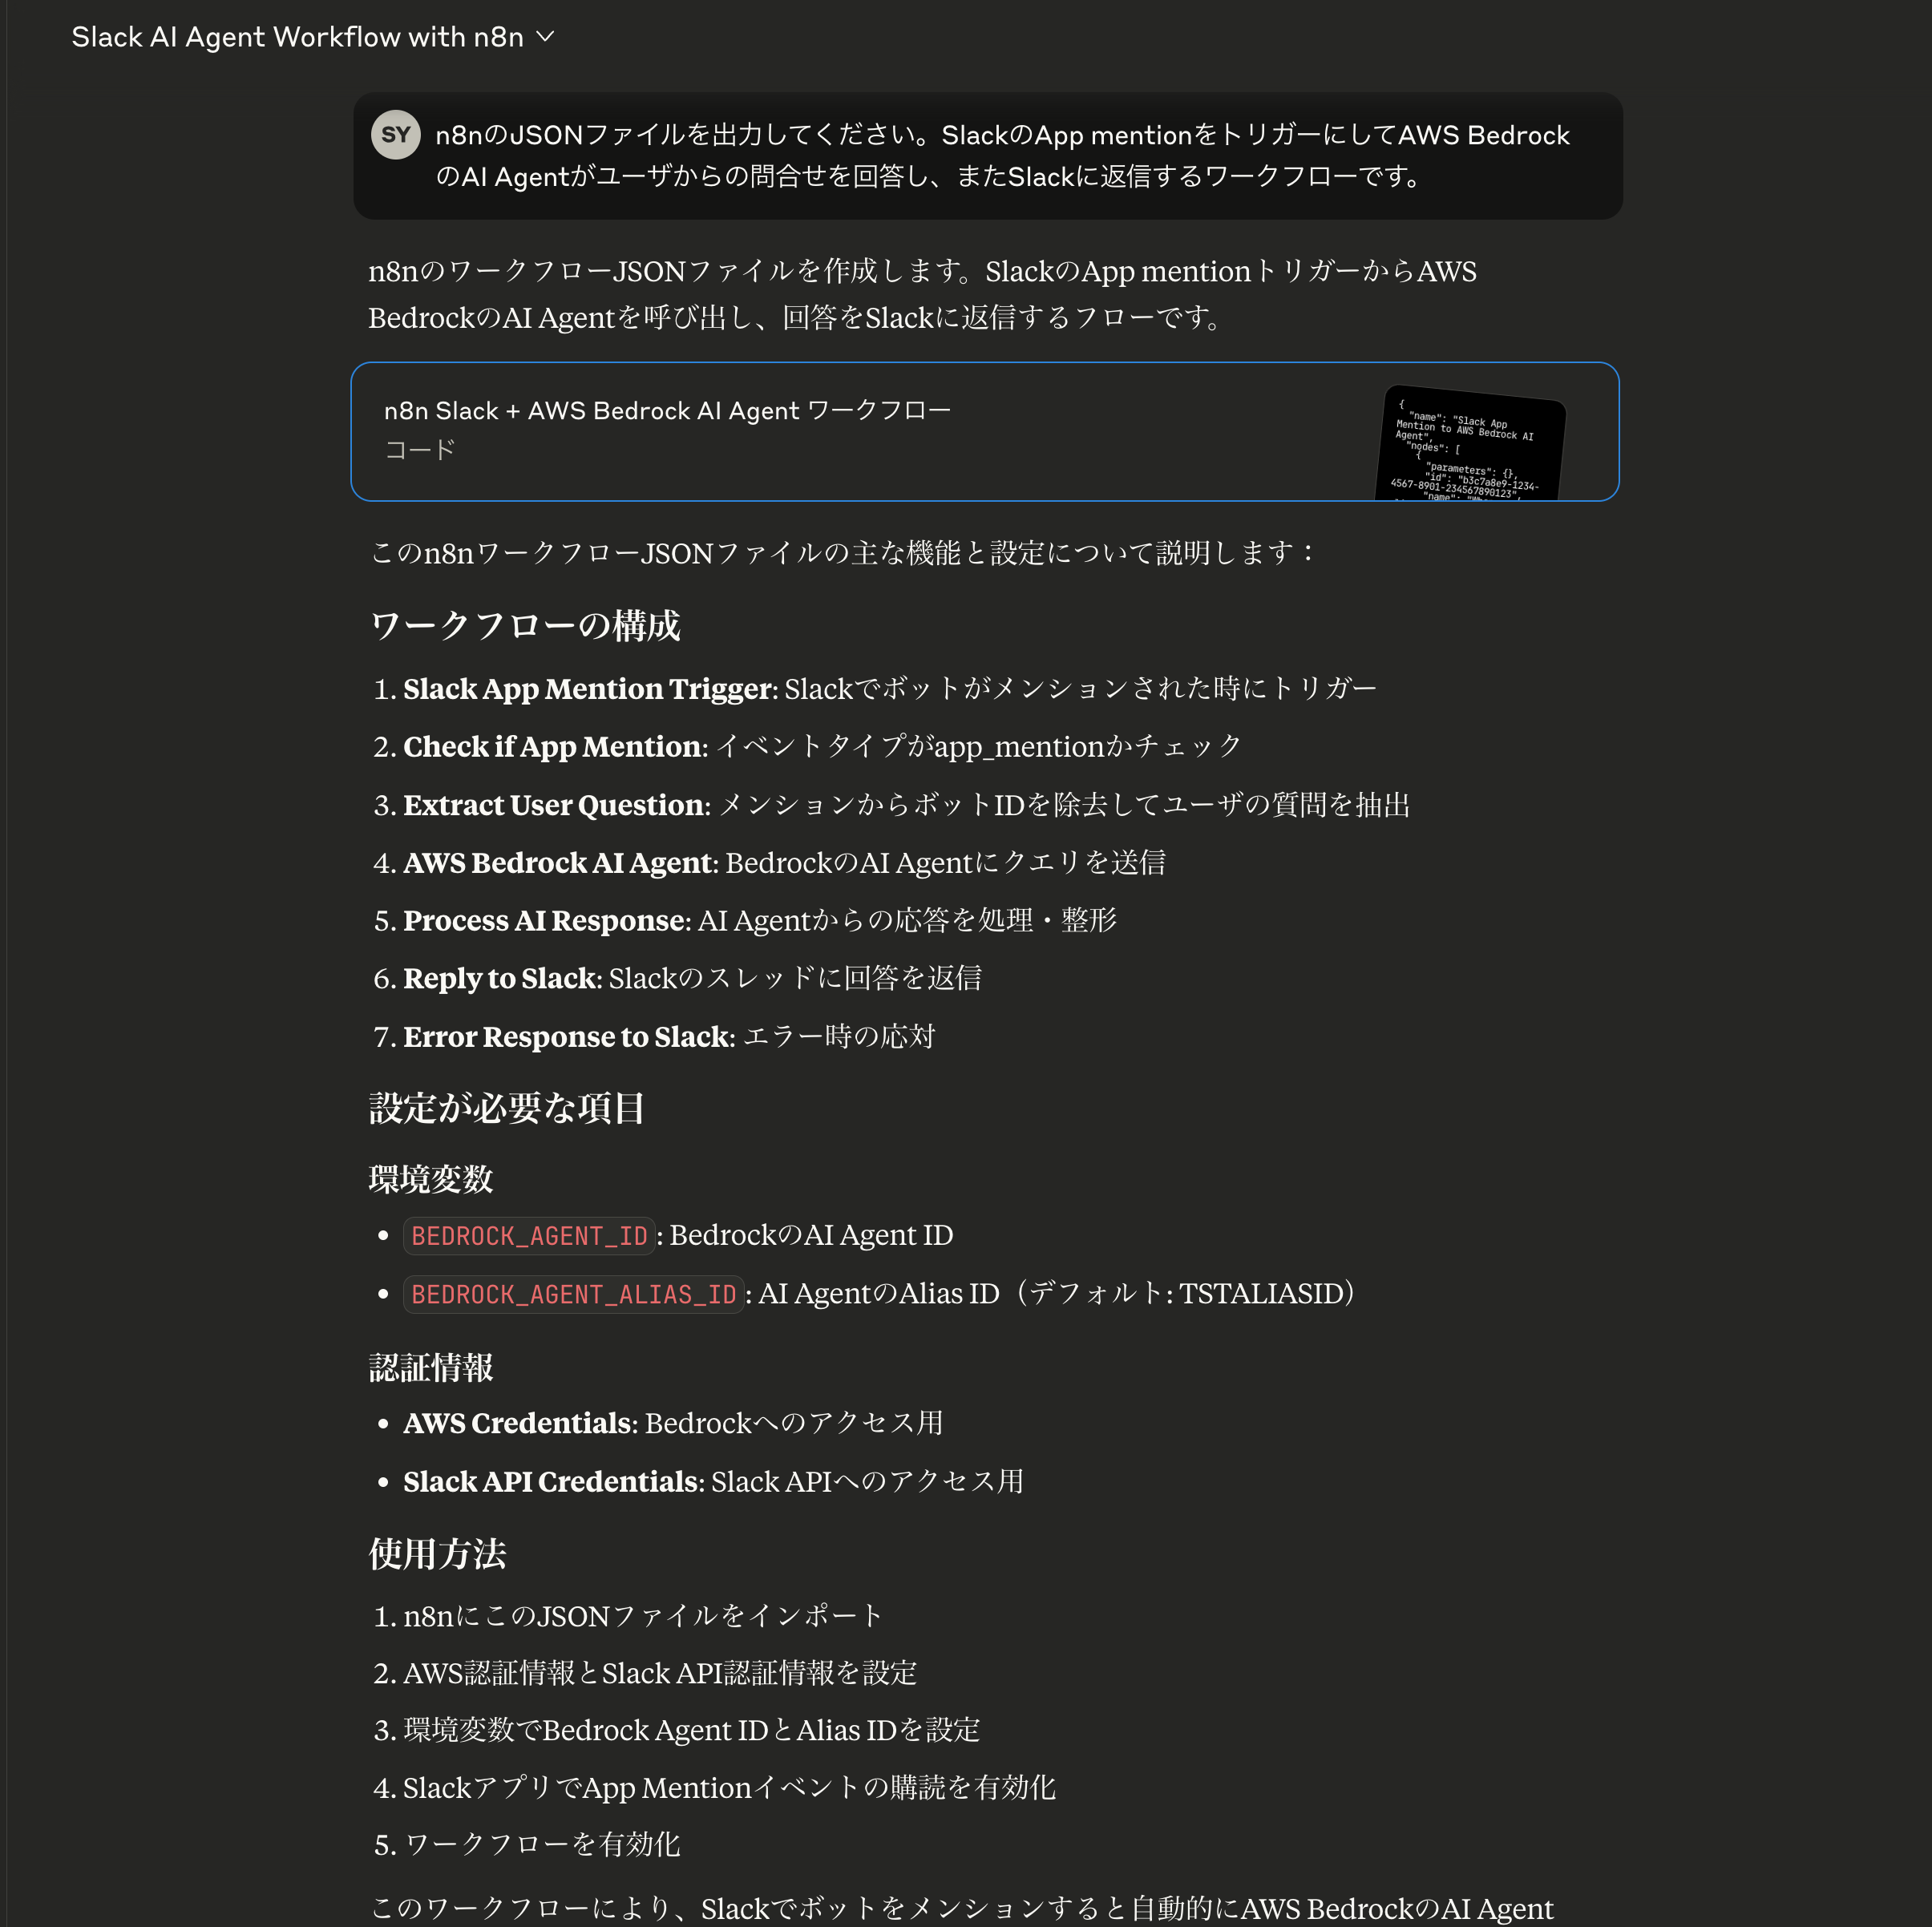 Slack AI Agent Workflow with n8n
SY
n8nのJSONファイルを出力してください。SlackのApp mentionをトリガーにしてAWS Bedrock
のAI Agentがユーザからの問合せを回答し、またSlackに返信するワークフローです。
n8nのワークフローJSONファイルを作成します。SlackのApp mentionトリガーからAWS
BedrockのAI Agentを呼び出し、回答をSlackに返信するフローです。
n8n Slack + AWS Bedrock AI Agent ワークフロー
コード
{
"name": "Slack App
Mention to AWS Bedrock AI
Agent",
"nodes": [
{
"parameters": {},
"id": "b3c7a8e9-1234-
4567-8901-234567890123",
このn8nワークフローJSONファイルの主な機能と設定について説明します：
ワークフローの構成
1. Slack App Mention Trigger: Slackでボットがメンションされた時にトリガー
2. Check if App Mention: イベントタイプがapp_mentionかチェック
3. Extract User Question: メンションからボットIDを除去してユーザの質問を抽出
4. AWS Bedrock AI Agent: BedrockのAI Agentにクエリを送信
5. Process AI Response: AI Agentからの応答を処理・整形
6. Reply to Slack: Slackのスレッドに回答を返信
7. Error Response to Slack: エラー時の応対
設定が必要な項目
環境変数
• BEDROCK_AGENT_ID: BedrockのAI Agent ID
• BEDROCK_AGENT_ALIAS_ID: AI AgentのAlias ID（デフォルト: TSTALIASID）
認証情報
• AWS Credentials: Bedrockへのアクセス用
• Slack API Credentials: Slack APIへのアクセス用
使用方法
1. n8nにこのJSONファイルをインポート
2. AWS認証情報とSlack API認証情報を設定
3. 環境変数でBedrock Agent IDとAlias IDを設定
4. SlackアプリでApp Mentionイベントの購読を有効化
5. ワークフローを有効化
このワークフローにより、Slackでボットをメンションすると自動的にAWS BedrockのAI Agent